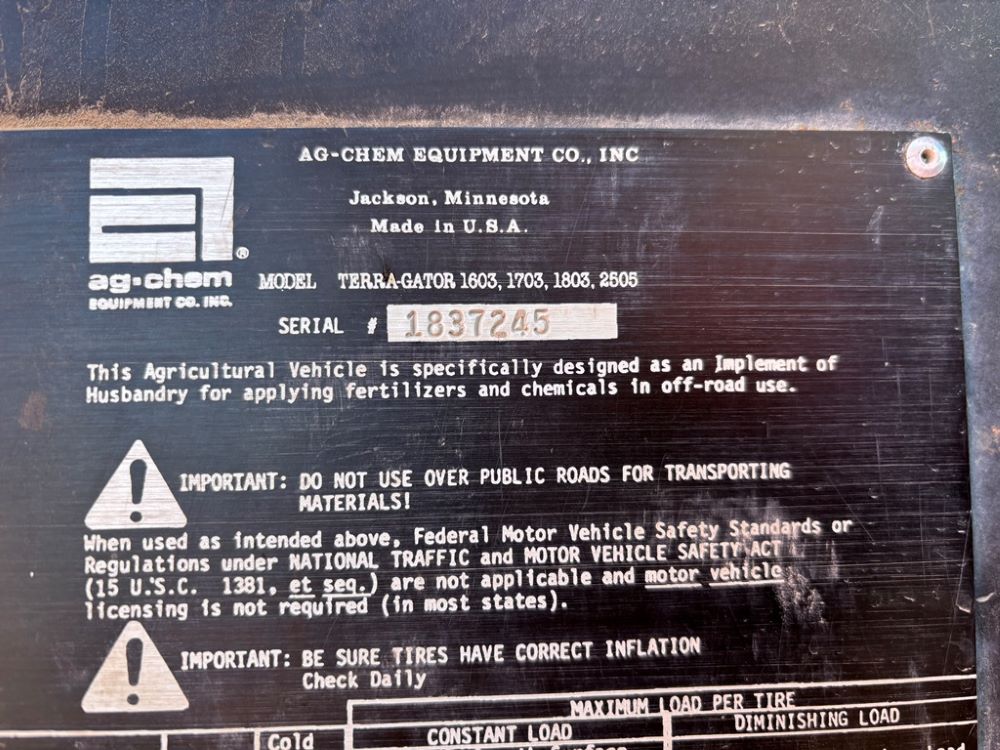 AG-CHEM EQUIPMENT CO., INC
Jackson, Minnesota
Made in U.S.A.
®
ag-chem
EQUIPMENT CO. INC.
MODEL TERRA-GATOR 1603, 1703, 1803, 2505
SERIAL # 1837245
This Agricultural Vehicle is specifically designed as an Implement of
Husbandry for applying fertilizers and chemicals in off-road use.
IMPORTANT: DO NOT USE OVER PUBLIC ROADS FOR TRANSPORTING
MATERIALS!
When used as intended above, Federal Motor Vehicle Safety Standards or
Regulations under NATIONAL TRAFFIC and MOTOR VEHICLE SAFETY ACT
(15 U.S.C. 1381, et seq.) are not applicable and motor vehicle
licensing is not required (in most states).
IMPORTANT: BE SURE TIRES HAVE CORRECT INFLATION
Check Daily
MAXIMUM LOAD PER TIRE
Cold CONSTANT LOAD DIMINISHING LOAD